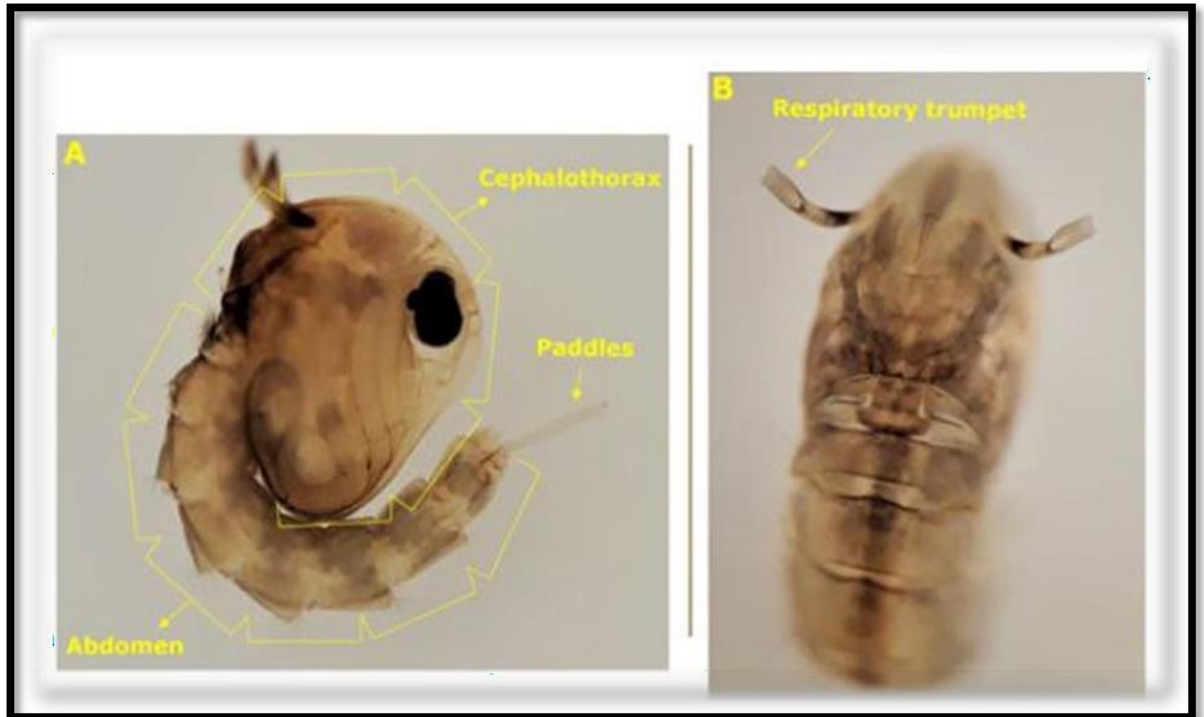 A
Cephalothorax
Paddles
Abdomen
B
Respiratory trumpet